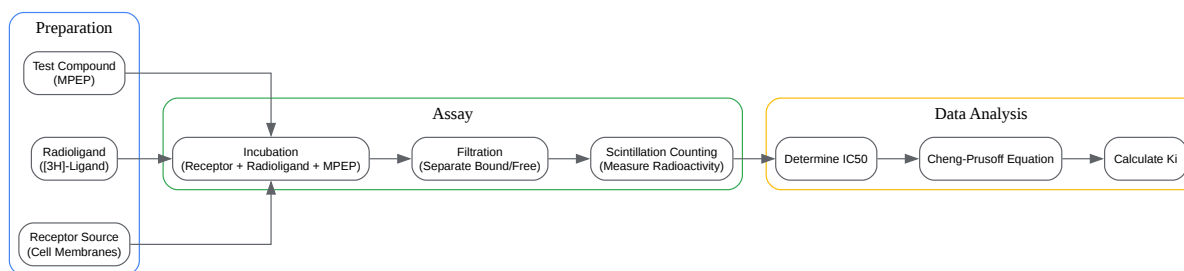 Preparation
Test Compound
(MPEP)
Radioligand
([3H]-Ligand)
Receptor Source
(Cell Membranes)
Assay
Incubation
(Receptor + Radioligand + MPEP)
Filtration
(Separate Bound/Free)
Scintillation Counting
(Measure Radioactivity)
Data Analysis
Determine IC50
Cheng-Prusoff Equation
Calculate Ki